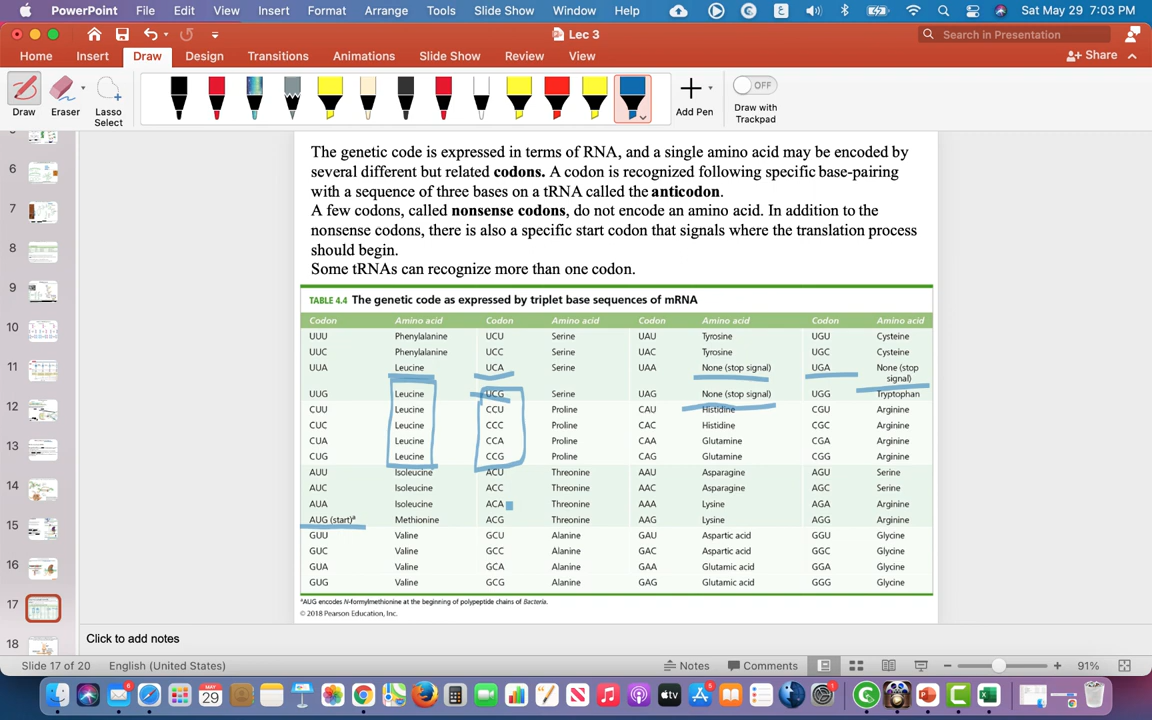 PowerPoint File Edit View Insert Format Arrange Tools Slide Show Window Help Sat May 29 7:03 PM
Lec 3
Search in Presentation
Home Insert Draw Design Transitions Animations Slide Show Review View Share
Draw Eraser Lasso Select Add Pen OFF Draw with Trackpad
The genetic code is expressed in terms of RNA, and a single amino acid may be encoded by
several different but related codons. A codon is recognized following specific base-pairing
with a sequence of three bases on a tRNA called the anticodon.
A few codons, called nonsense codons, do not encode an amino acid. In addition to the
nonsense codons, there is also a specific start codon that signals where the translation process
should begin.
Some tRNAs can recognize more than one codon.
TABLE 4.4 The genetic code as expressed by triplet base sequences of mRNA
Codon Amino acid Codon Amino acid Codon Amino acid Codon Amino acid
UUU Phenylalanine UCU Serine UAU Tyrosine UGU Cysteine
UUC Phenylalanine UCC Serine UAC Tyrosine UGC Cysteine
UUA Leucine UCA Serine UAA None (stop signal) UGA None (stop
signal)
UUG Leucine UCG Serine UAG None (stop signal) UGG Tryptophan
CUU Leucine CCU Proline CAU Histidine CGU Arginine
CUC Leucine CCC Proline CAC Histidine CGC Arginine
CUA Leucine CCA Proline CAA Glutamine CGA Arginine
CUG Leucine CCG Proline CAG Glutamine CGG Arginine
AUU Isoleucine ACU Threonine AAU Asparagine AGU Serine
AUC Isoleucine ACC Threonine AAC Asparagine AGC Serine
AUA Isoleucine ACA Threonine AAA Lysine AGA Arginine
AUG (start)a Methionine ACG Threonine AAG Lysine AGG Arginine
GUU Valine GCU Alanine GAU Aspartic acid GGU Glycine
GUC Valine GCC Alanine GAC Aspartic acid GGC Glycine
GUA Valine GCA Alanine GAA Glutamic acid GGA Glycine
GUG Valine GCG Alanine GAG Glutamic acid GGG Glycine
aAUG encodes N-formylmethionine at the beginning of polypeptide chains of Bacteria.
© 2018 Pearson Education, Inc.
6
7
8
9
10
11
12
13
14
15
16
17
18
Click to add notes
Slide 17 of 20 English (United States) Notes Comments 91%